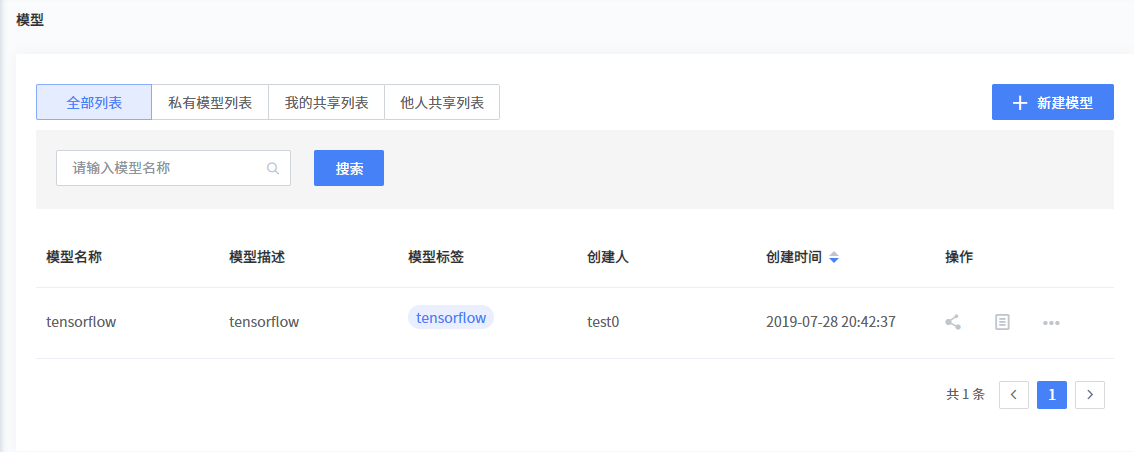 模型
全部列表 私有模型列表 我的共享列表 他人共享列表 新建模型
请输入模型名称 搜索
模型名称 模型描述 模型标签 创建人 创建时间 操作
tensorflow tensorflow tensorflow test0 2019-07-28 20:42:37
共 1 条 1